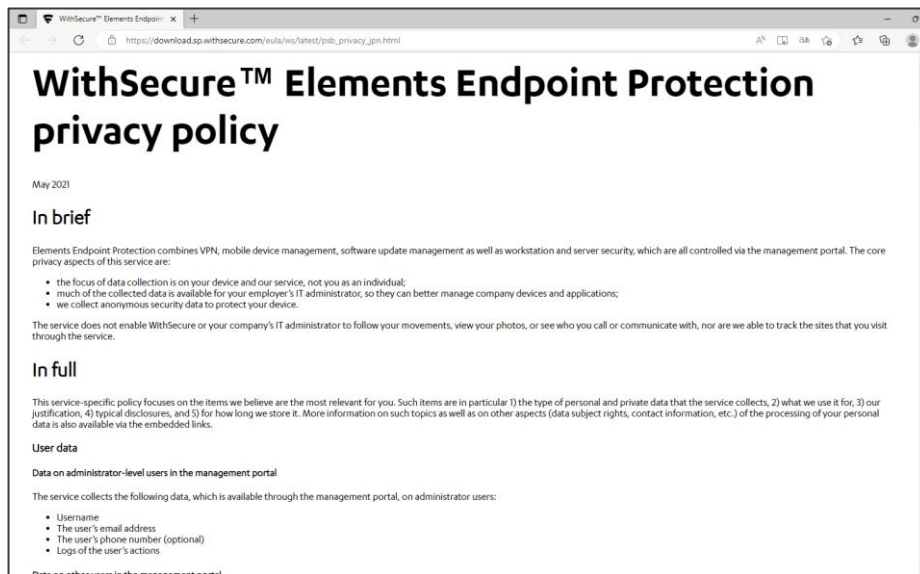 WithSecure™ Elements Endpoint
https://download.sp.withsecure.com/eula/ws/latest/psb_privacy_jpn.html
WithSecure™ Elements Endpoint Protection
privacy policy
May 2021
In brief
Elements Endpoint Protection combines VPN, mobile device management, software update management as well as workstation and server security, which are all controlled via the management portal. The core
privacy aspects of this service are:
• the focus of data collection is on your device and our service, not you as an individual;
• much of the collected data is available for your employer's IT administrator, so they can better manage company devices and applications;
• we collect anonymous security data to protect your device.
The service does not enable WithSecure or your company's IT administrator to follow your movements, view your photos, or see who you call or communicate with, nor are we able to track the sites that you visit
through the service.
In full
This service-specific policy focuses on the items we believe are the most relevant for you. Such items are in particular 1) the type of personal and private data that the service collects, 2) what we use it for, 3) our
justification, 4) typical disclosures, and 5) for how long we store it. More information on such topics as well as on other aspects (data subject rights, contact information, etc.) of the processing of your personal
data is also available via the embedded links.
User data
Data on administrator-level users in the management portal
The service collects the following data, which is available through the management portal, on administrator users:
• Username
• The user's email address
• The user's phone number (optional)
• Logs of the user's actions
Data on other users in the management portal